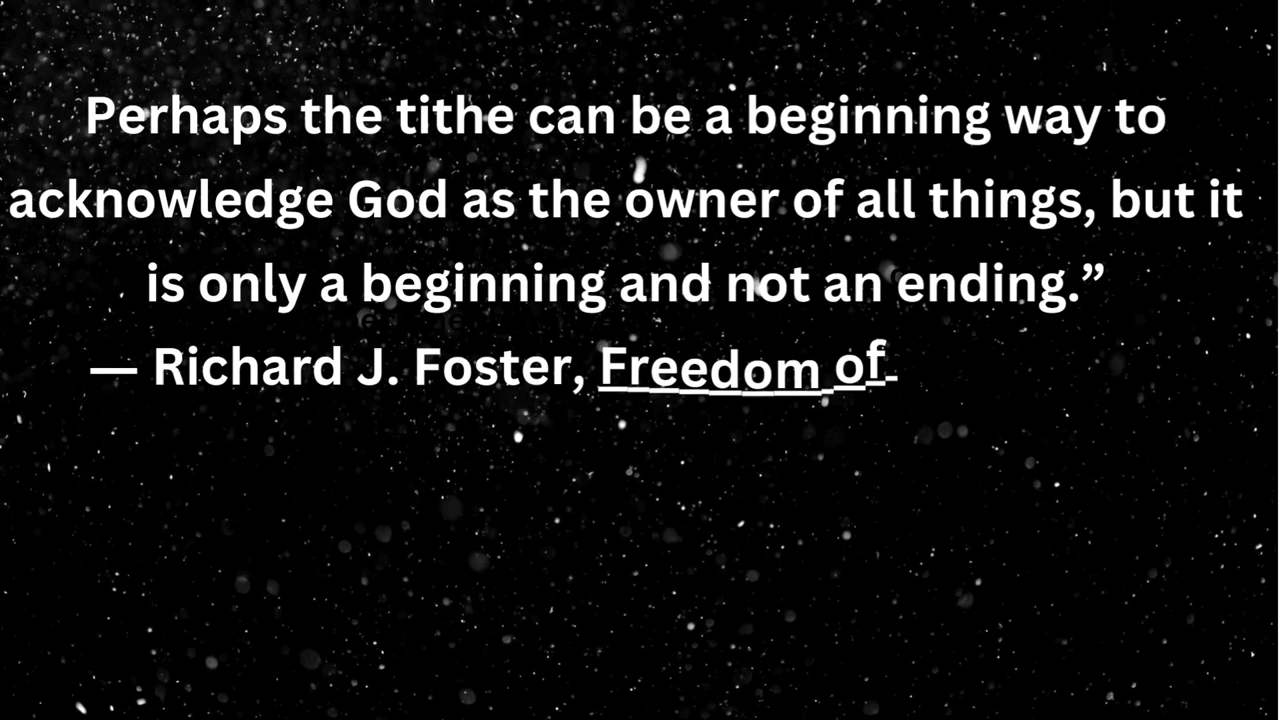 Perhaps the tithe can be a beginning way to
acknowledge God as the owner of all things, but it
is only a beginning and not an ending.”
— Richard J. Foster, Freedom of